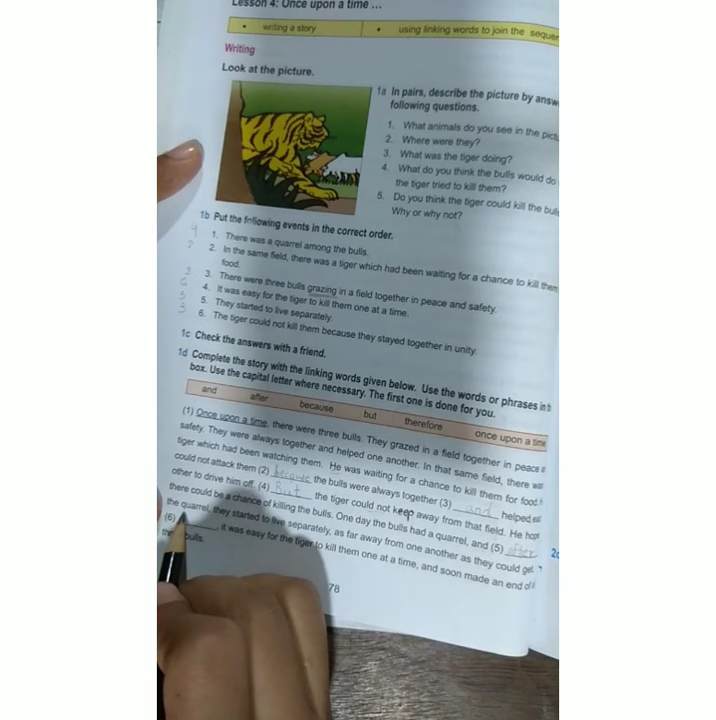 Lesson 4: Once upon a time ...
• writing a story • using linking words to join the
Writing
Look at the picture.
1a In pairs, describe the picture by
following questions.
1. What animals do you see in the
2. Where were they?
3. What was the tiger doing?
4. What do you think the bulls would do
the tiger tried to kill them?
5. Do you think the tiger could kill the
Why or why not?
1b Put the following events in the correct order.
4 1. There was a quarrel among the bulls.
2 2. In the same field, there was a tiger which had been waiting for a chance to kill them
food.
3. There were three bulls grazing in a field together in peace and safety.
6 4. It was easy for the tiger to kill them one at a time.
5 5. They started to live separately.
3 6. The tiger could not kill them because they stayed together in unity.
1c Check the answers with a friend.
1d Complete the story with the linking words given below. Use the words or phrases in
box. Use the capital letter where necessary. The first one is done for you.
and after because but therefore once upon a time
(1) Once upon a time, there were three bulls. They grazed in a field together in peace
safety. They were always together and helped one another. In that same field, there
tiger which had been watching them. He was waiting for a chance to kill them for food.
could not attack them (2) because the bulls were always together (3) and helped
other to drive him off. (4) But the tiger could not keep away from that field. He
there could be a chance of killing the bulls. One day the bulls had a quarrel, and (5) after
the quarrel, they started to live separately, as far away from one another as they could get.
(6) , it was easy for the tiger to kill them one at a time, and soon made an end of
bulls.
78